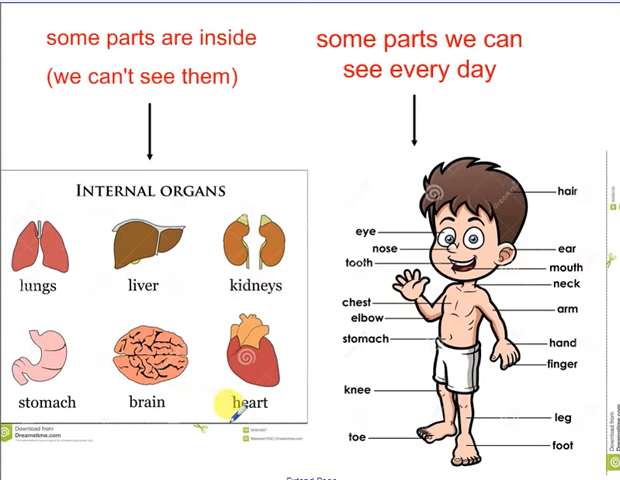 some parts are inside
(we can't see them)
some parts we can
see every day
INTERNAL ORGANS
lungs
liver
kidneys
stomach
brain
heart
hair
eye
nose
tooth
ear
mouth
neck
chest
elbow
arm
stomach
hand
finger
knee
leg
toe
foot
Download from
Dreamstime.com
Download from
Dreamstime.com